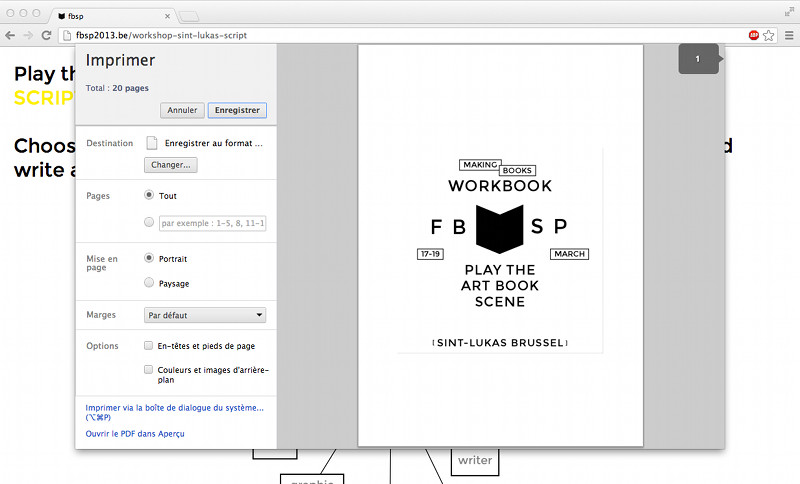 fbsp
fbsp2013.be/workshop-sint-lukas-script
ABP
Play th
SCRIPT
Choos
d
write a
Imprimer
Total : 20 pages
Annuler
Enregistrer
Destination
Enregistrer au format ...
Changer...
Pages
Tout
par exemple : 1-5, 8, 11-1
Mise en
page
Portrait
Paysage
Marges
Par défaut
Options
En-têtes et pieds de page
Couleurs et images d'arrière-
plan
Imprimer via la boîte de dialogue du système...
(⌥⌘P)
Ouvrir le PDF dans Aperçu
1
MAKING
BOOKS
WORKBOOK
FB SP
17-19
MARCH
PLAY THE
ART BOOK
SCENE
[SINT-LUKAS BRUSSEL]
writer
graphic